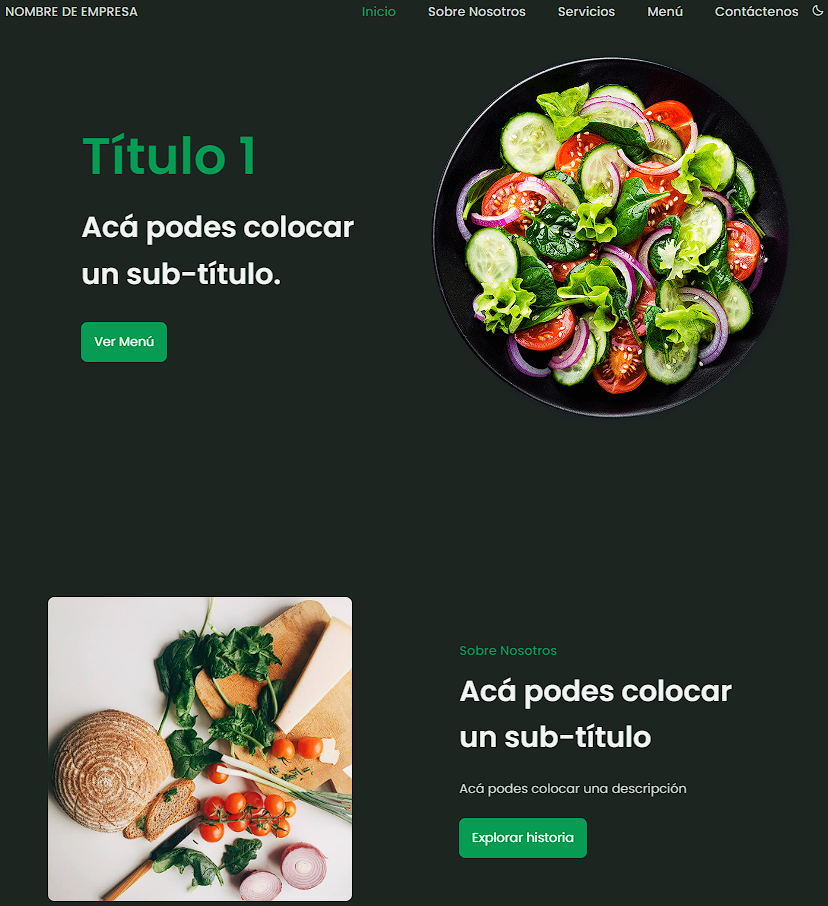 NOMBRE DE EMPRESA
Inicio
Sobre Nosotros
Servicios
Menú
Contáctenos
Título 1
Acá podes colocar
un sub-título.
Ver Menú
Sobre Nosotros
Acá podes colocar
un sub-título
Acá podes colocar una descripción
Explorar historia